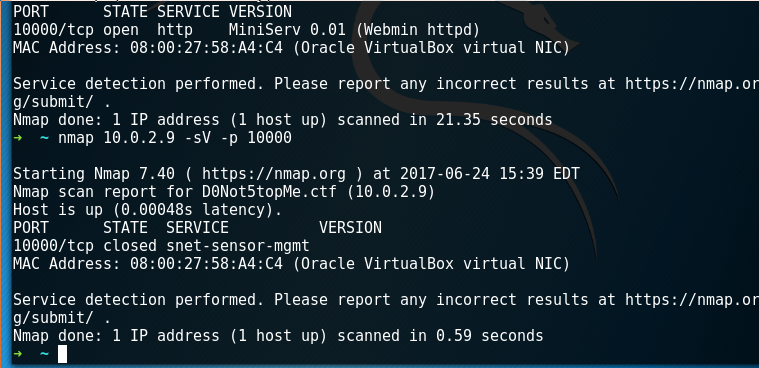 PORT      STATE SERVICE VERSION
10000/tcp open  http    MiniServ 0.01 (Webmin httpd)
MAC Address: 08:00:27:58:A4:C4 (Oracle VirtualBox virtual NIC)
Service detection performed. Please report any incorrect results at https://nmap.or
g/submit/ .
Nmap done: 1 IP address (1 host up) scanned in 21.35 seconds
➜  ~ nmap 10.0.2.9 -sV -p 10000
Starting Nmap 7.40 ( https://nmap.org ) at 2017-06-24 15:39 EDT
Nmap scan report for D0Not5topMe.ctf (10.0.2.9)
Host is up (0.00048s latency).
PORT      STATE  SERVICE          VERSION
10000/tcp closed snet-sensor-mgmt
MAC Address: 08:00:27:58:A4:C4 (Oracle VirtualBox virtual NIC)
Service detection performed. Please report any incorrect results at https://nmap.or
g/submit/ .
Nmap done: 1 IP address (1 host up) scanned in 0.59 seconds
➜  ~